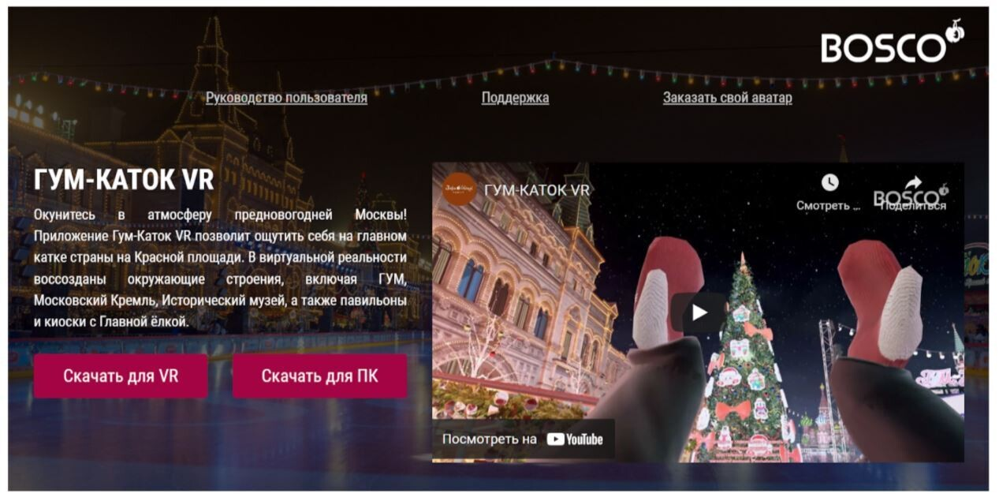 BOSCO
Руководство пользователя
Поддержка
Заказать свой аватар
ГУМ-КАТОК VR
Окунитесь в атмосферу предновогодней Москвы!
Приложение Гум-Каток VR позволит ощутить себя на главном
катке страны на Красной площади. В виртуальной реальности
воссозданы окружающие строения, включая ГУМ,
Московский Кремль, Исторический музей, а также павильоны
и киоски с Главной ёлкой.
Скачать для VR
Скачать для ПК
ГУМ-КАТОК VR
Смотреть ...
BOSCO
Поделиться
Посмотреть на YouTube